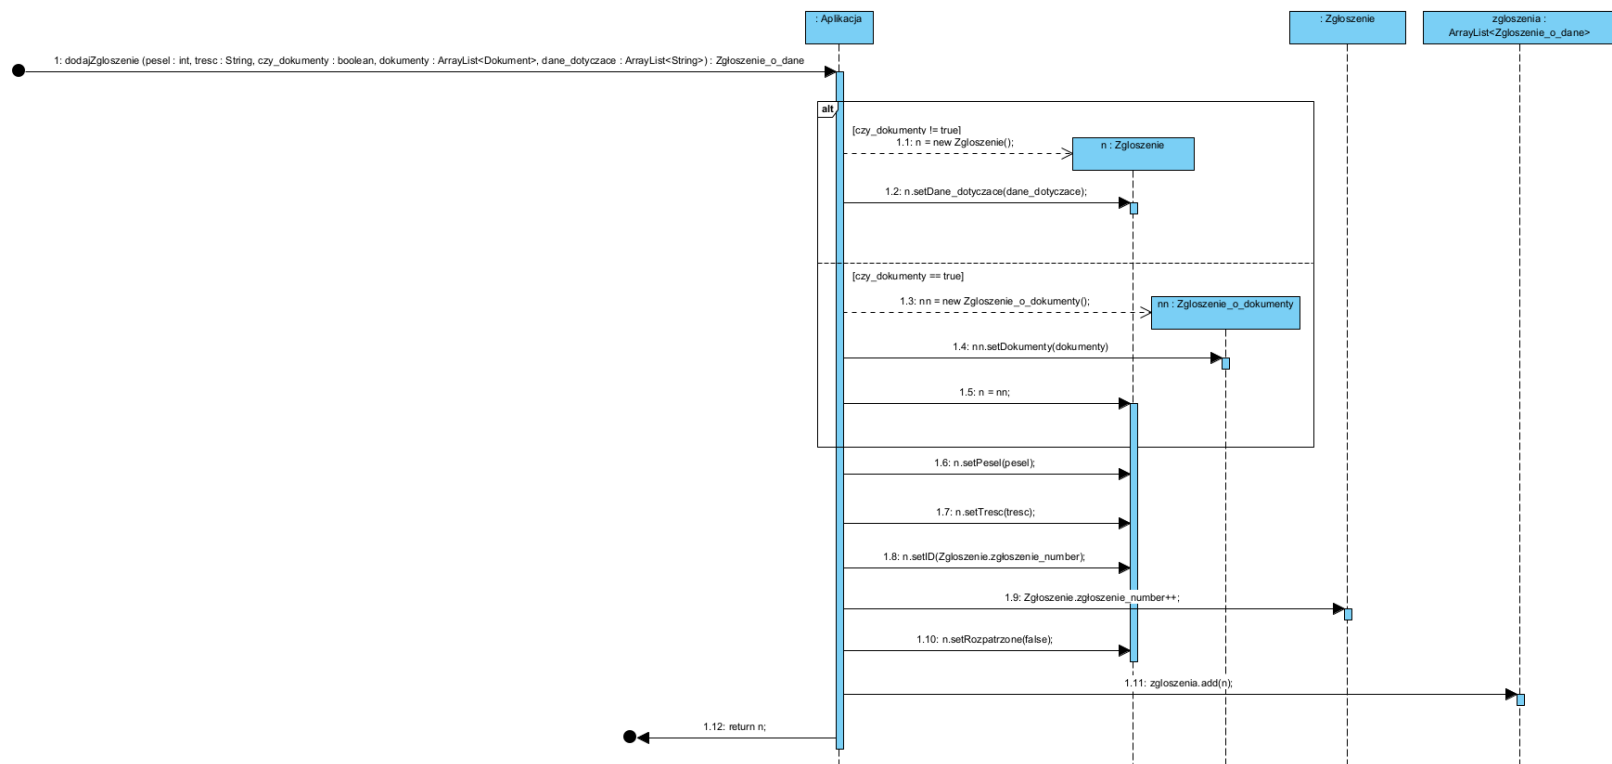 : Aplikacja
: Zgłoszenie
zgloszenia :
ArrayList<Zgloszenie_o_dane>
1: dodajZgloszenie (pesel : int, tresc : String, czy_dokumenty : boolean, dokumenty : ArrayList<Dokument>, dane_dotyczace : ArrayList<String>) : Zgłoszenie_o_dane
alt
[czy_dokumenty != true]
1.1: n = new Zgloszenie();
n : Zgloszenie
1.2: n.setDane_dotyczace(dane_dotyczace);
[czy_dokumenty == true]
1.3: nn = new Zgloszenie_o_dokumenty();
nn : Zgloszenie_o_dokumenty
1.4: nn.setDokumenty(dokumenty)
1.5: n = nn;
1.6: n.setPesel(pesel);
1.7: n.setTresc(tresc);
1.8: n.setID(Zgloszenie.zgłoszenie_number);
1.9: Zgłoszenie.zgłoszenie_number++;
1.10: n.setRozpatrzone(false);
1.11: zgloszenia.add(n);
1.12: return n;